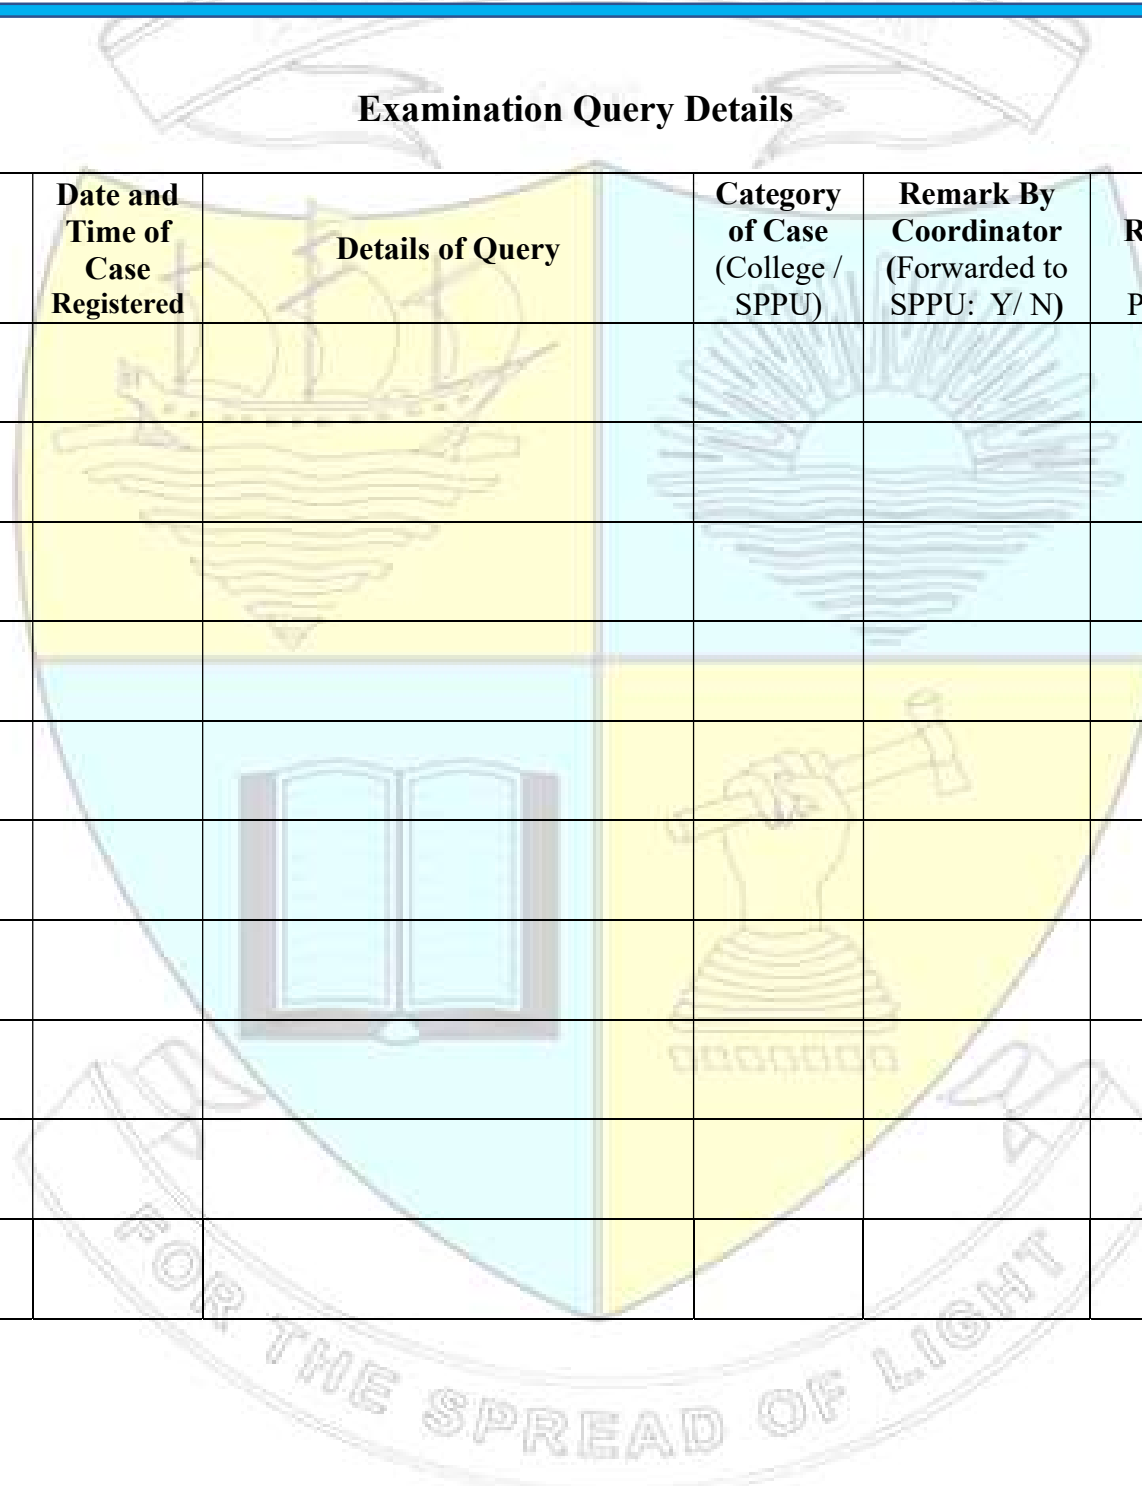 Examination Query Details
Date and
Time of
Case
Registered
Details of Query
Category
of Case
(College /
SPPU)
Remark By
Coordinator
(Forwarded to
SPPU: Y/ N)
R
P
FOR THE SPREAD OF LIGHT